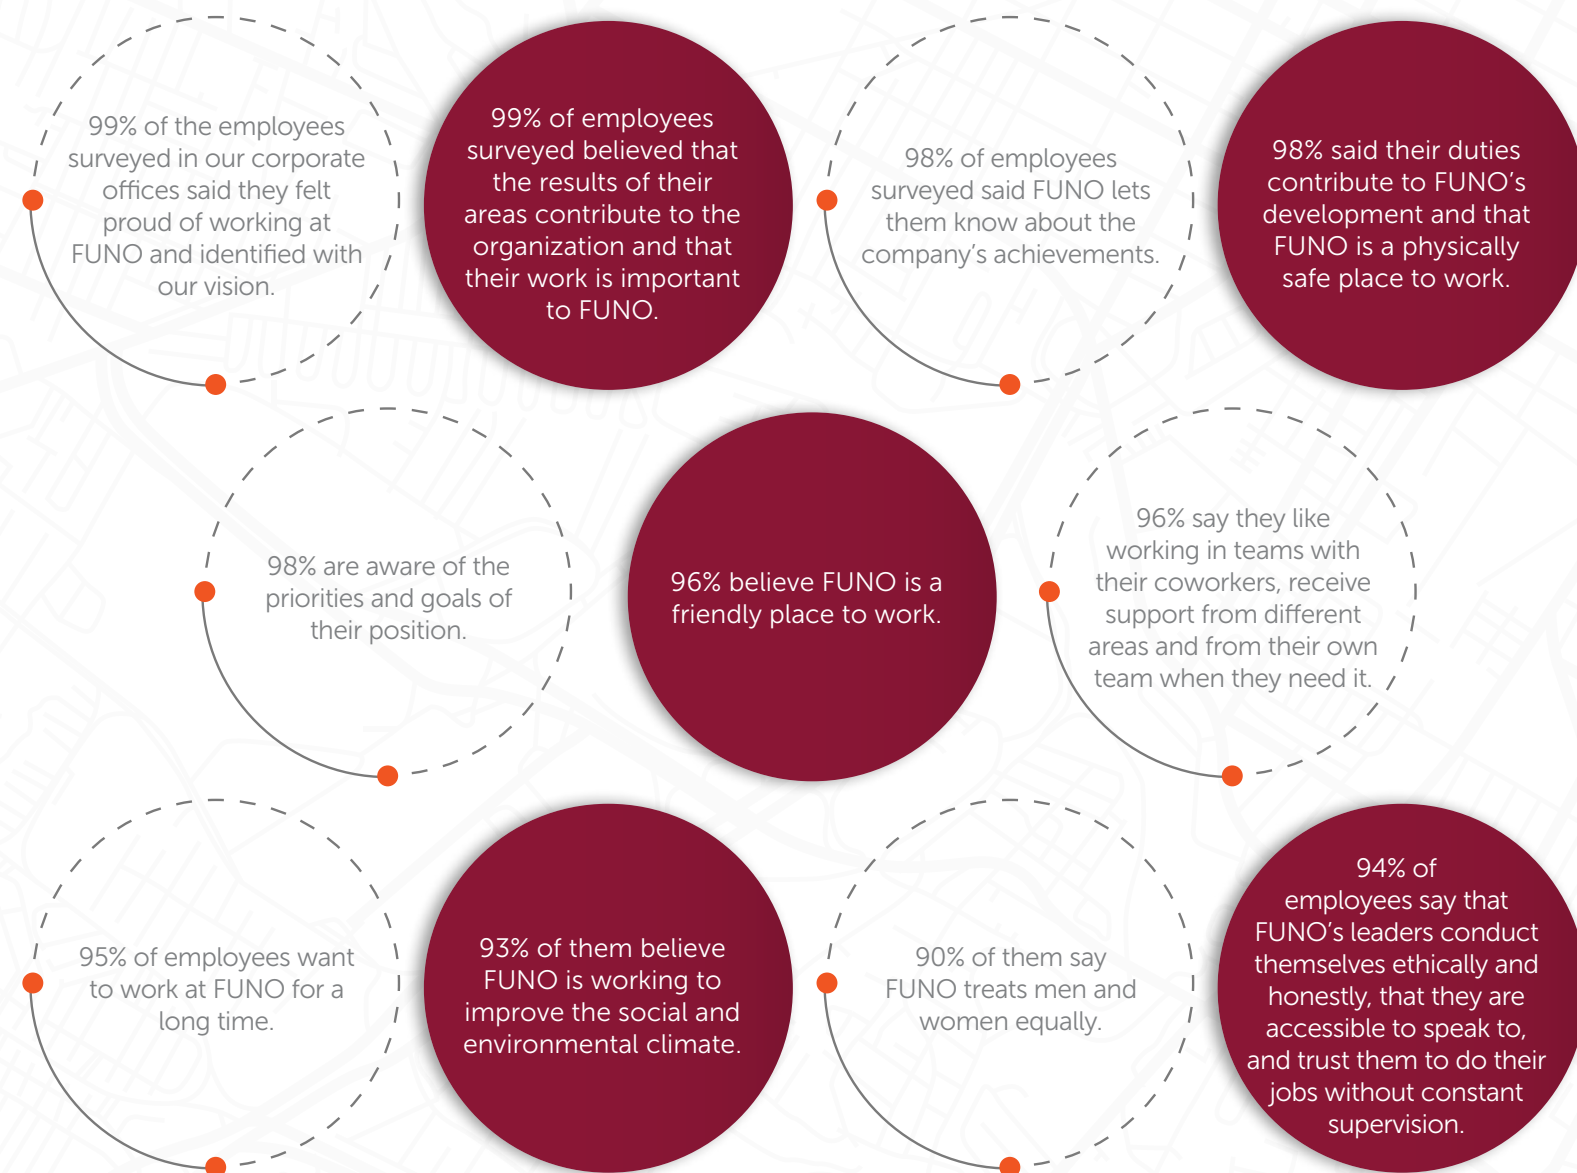 99% of the employees
surveyed in our corporate
offices said they felt
proud of working at
FUNO and identified with
our vision.
99% of employees
surveyed believed that
the results of their
areas contribute to the
organization and that
their work is important
to FUNO.
98% of employees
surveyed said FUNO lets
them know about the
company’s achievements.
98% said their duties
contribute to FUNO’s
development and that
FUNO is a physically
safe place to work.
98% are aware of the
priorities and goals of
their position.
96% believe FUNO is a
friendly place to work.
96% say they like
working in teams with
their coworkers, receive
support from different
areas and from their own
team when they need it.
95% of employees want
to work at FUNO for a
long time.
93% of them believe
FUNO is working to
improve the social and
environmental climate.
90% of them say
FUNO treats men and
women equally.
94% of
employees say that
FUNO’s leaders conduct
themselves ethically and
honestly, that they are
accessible to speak to,
and trust them to do their
jobs without constant
supervision.